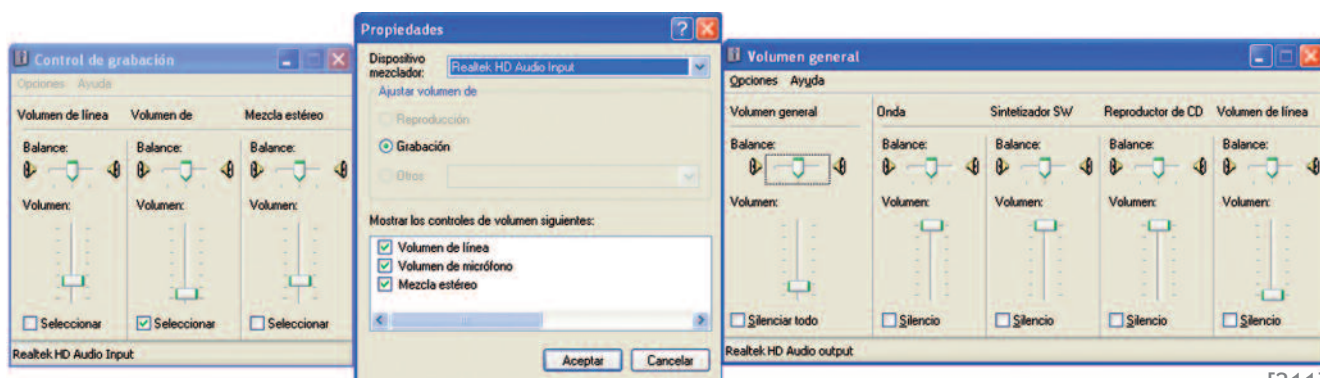 Control de grabación
Opciones Ayuda
Volumen de línea Volumen de Mezcla estéreo
Balance: Balance: Balance:
Volumen: Volumen: Volumen:
Seleccionar Seleccionar Seleccionar
Realtek HD Audio Input
Propiedades
Dispositivo
mezclador:
Realtek HD Audio Input
Ajustar volumen de
Reproducción
Grabación
Otros
Mostrar los controles de volumen siguientes:
Volumen de línea
Volumen de micrófono
Mezcla estéreo
Aceptar Cancelar
Volumen general
Opciones Ayuda
Volumen general Onda Sintetizador SW Reproductor de CD Volumen de línea
Balance: Balance: Balance: Balance: Balance:
Volumen: Volumen: Volumen: Volumen: Volumen:
Silenciar todo Silencio Silencio Silencio Silencio
Realtek HD Audio output